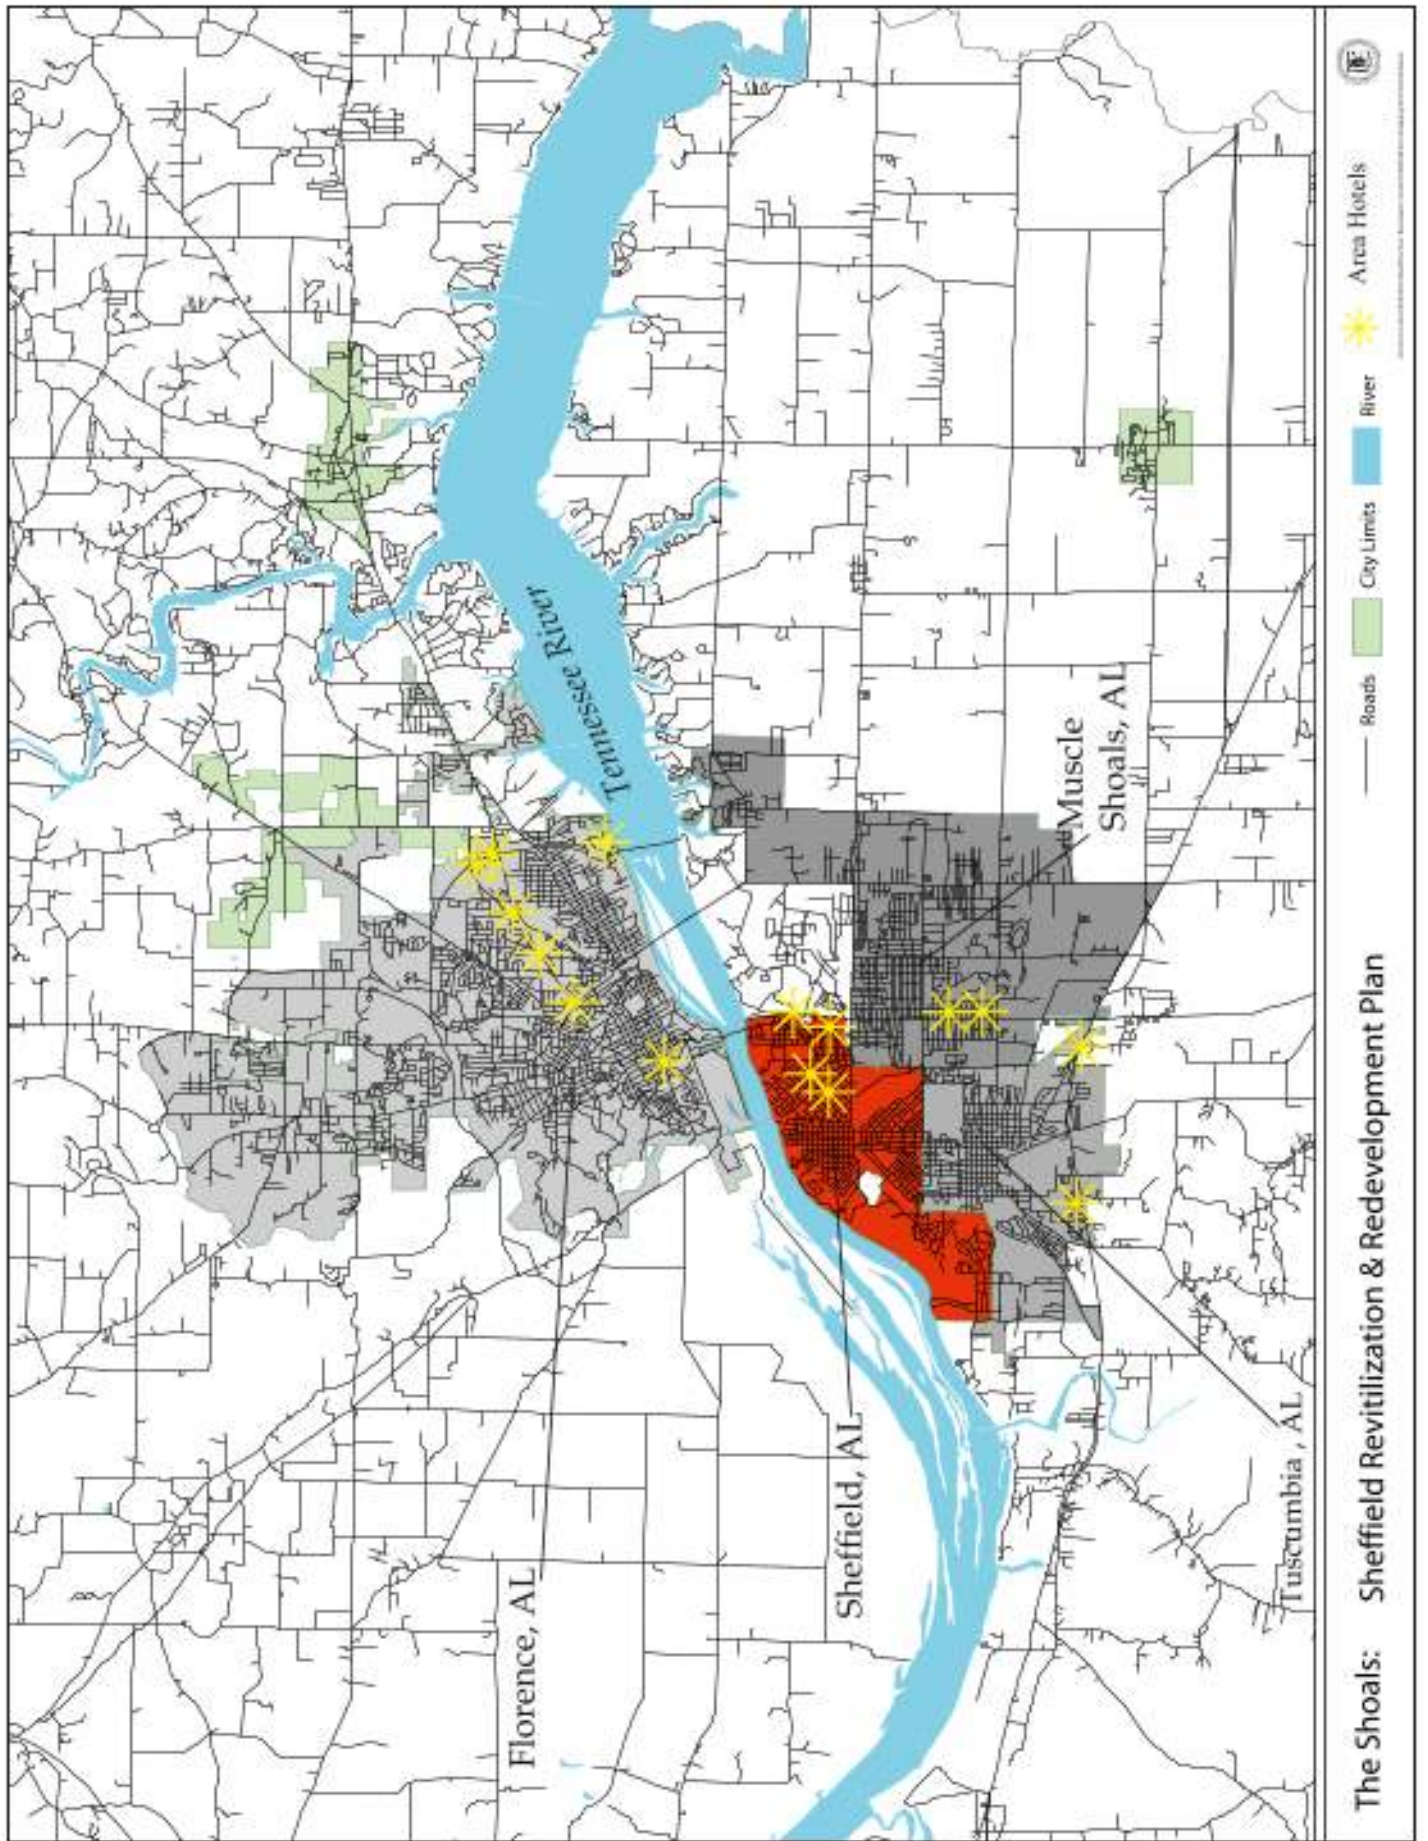 Tennessee River
Florence, AL
Sheffield, AL
Muscle
Shoals, AL
Tuscumbia, AL
The Shoals: Sheffield Revitilization & Redevelopment Plan
Roads
City Limits
River
Area Hotels